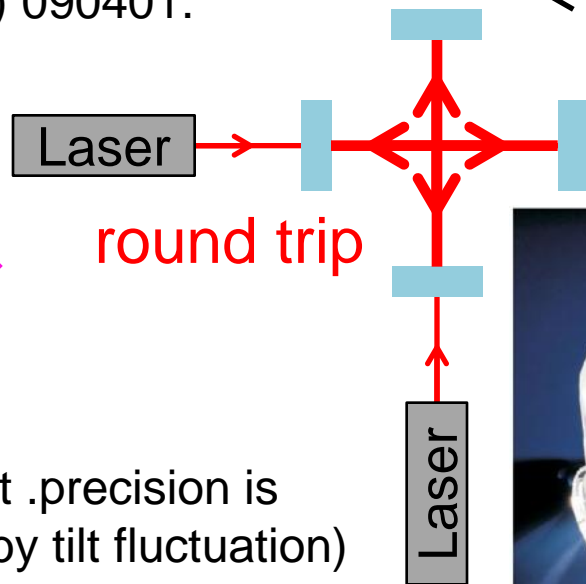 ) 090401.
Laser
round trip
Laser
t .precision is
by tilt fluctuation)